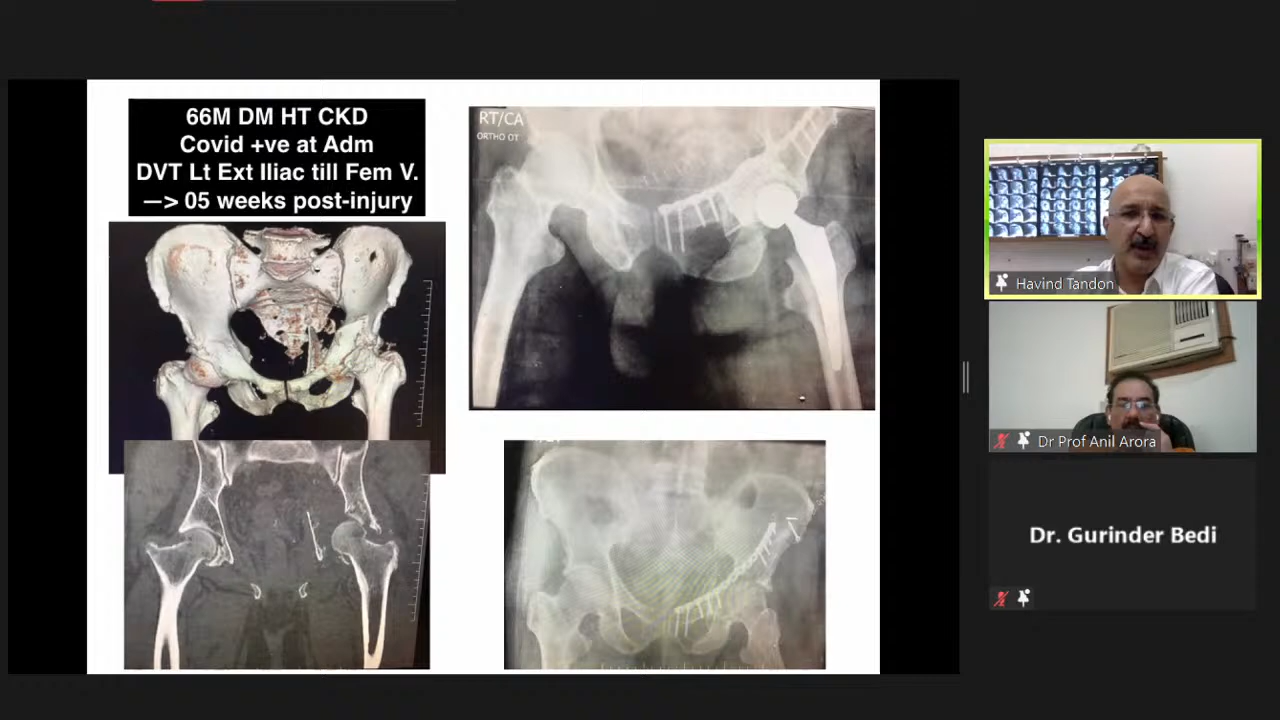 66M DM HT CKD
Covid +ve at Adm
DVT Lt Ext Iliac till Fem V.
—> 05 weeks post-injury
RT/CA
ORTHO OT
Havind Tandon
Dr Prof Anil Arora
Dr. Gurinder Bedi